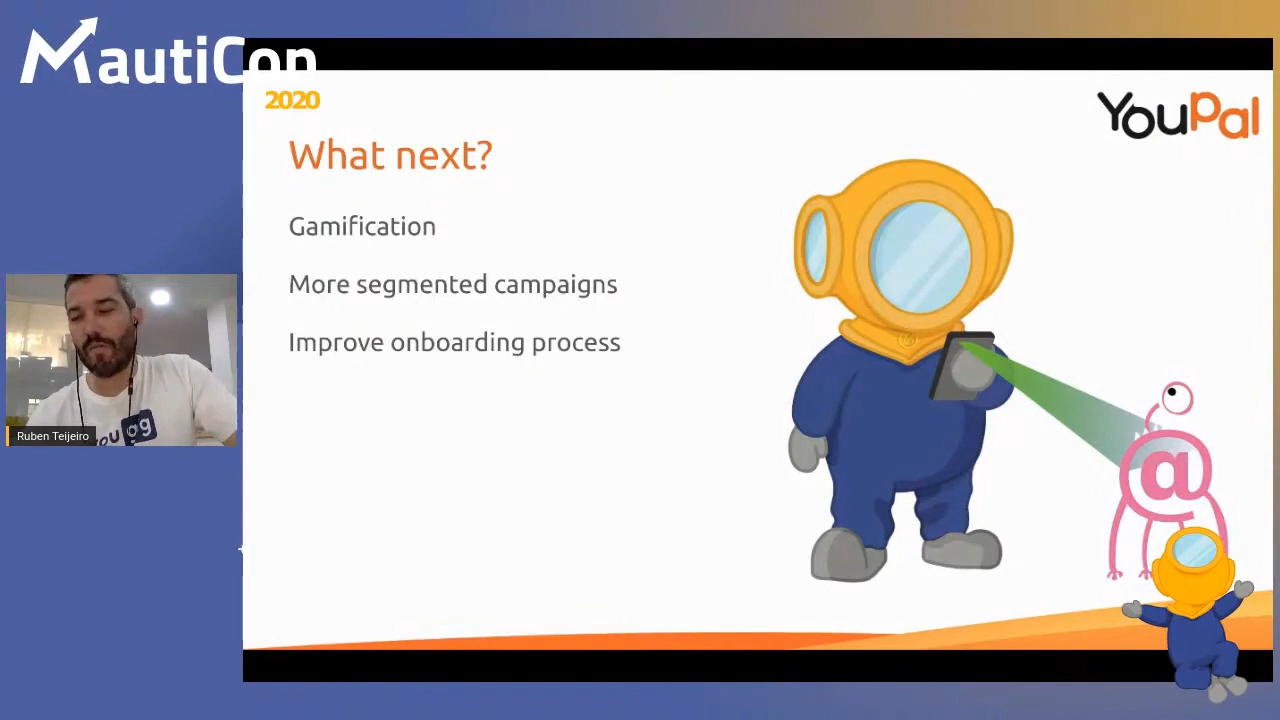 MautiCon
2020
YouPal
What next?
Gamification
More segmented campaigns
Improve onboarding process
@
Ruben Teijeiro